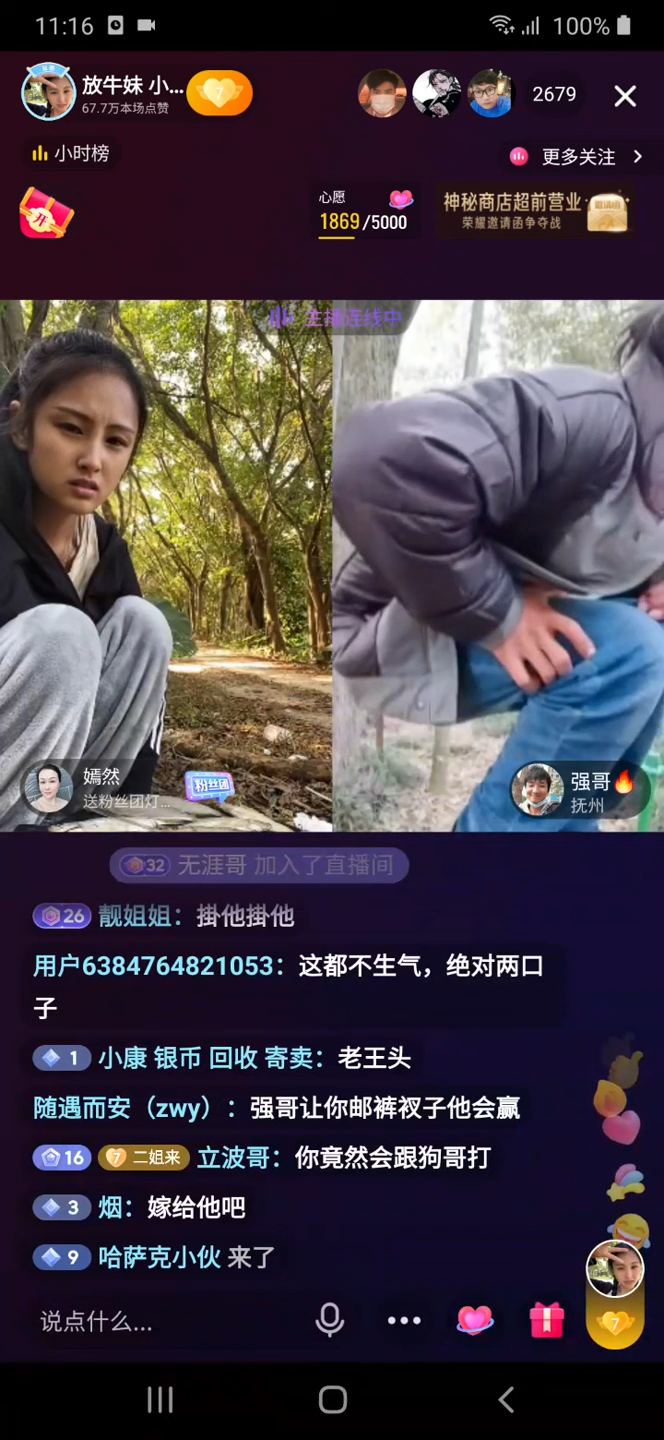 11:16
100%
放牛妹 小...
67.7万本场点赞
7
2679
小时榜
更多关注
开
心愿
1869/5000
神秘商店超前营业
荣耀邀请函争夺战
邀请函
主播连线中
嫣然
送粉丝团灯...
粉丝团
强哥🔥
抚州
32 无涯哥 加入了直播间
26 靓姐姐：掛他掛他
用户6384764821053：这都不生气，绝对两口
子
1 小康 银币 回收 寄卖：老王头
随遇而安（zwy）：强哥让你邮裤衩子他会赢
16 7 二姐来 立波哥：你竟然会跟狗哥打
3 烟：嫁给他吧
9 哈萨克小伙 来了
说点什么...
7